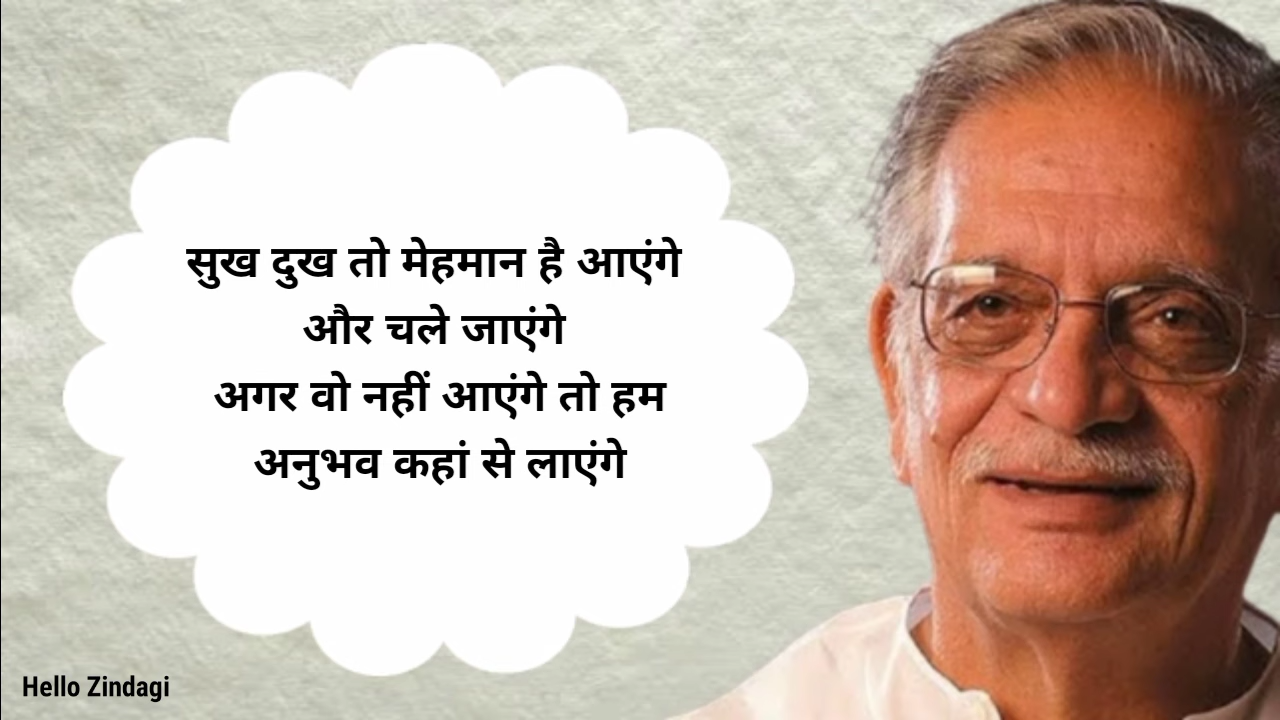 सुख दुख तो मेहमान है आएंगे
और चले जाएंगे
अगर वो नहीं आएंगे तो हम
अनुभव कहां से लाएंगे
Hello Zindagi